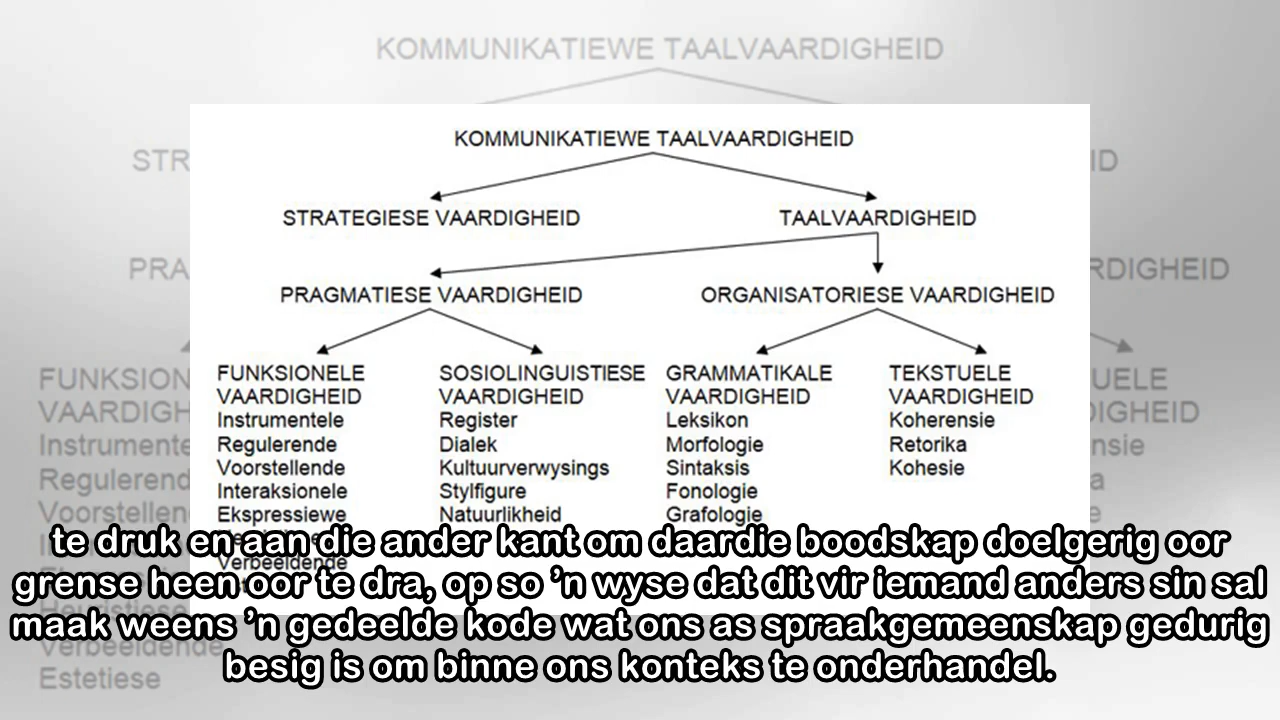 KOMMUNIKATIEWE TAALVAARDIGHEID
KOMMUNIKATIEWE TAALVAARDIGHEID
STRATEGIESE VAARDIGHEID
TAALVAARDIGHEID
PRAGMATIESE VAARDIGHEID
ORGANISATORIESE VAARDIGHEID
FUNKSIONELE
VAARDIGHEID
Instrumentele
Regulerende
Voorstellende
Interaksionele
Ekspressiewe
Verbeeldende
SOSIOLINGUISTIESE
VAARDIGHEID
Register
Dialek
Kultuurverwysings
Stylfigure
Natuurlikheid
GRAMMATIKALE
VAARDIGHEID
Leksikon
Morfologie
Sintaksis
Fonologie
Grafologie
TEKSTUELE
VAARDIGHEID
Koherensie
Retorika
Kohesie
te druk en aan die ander kant om daardie boodskap doelgerig oor
grense heen oor te dra, op so ’n wyse dat dit vir iemand anders sin sal
maak weens ’n gedeelde kode wat ons as spraakgemeenskap gedurig
besig is om binne ons konteks te onderhandel.
Estetiese